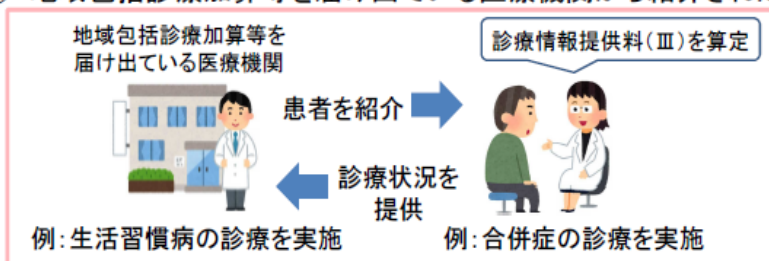 地域包括診療加算等を
届け出ている医療機関
診療情報提供料(Ⅲ)を算定
患者を紹介
診療状況を
提供
例:生活習慣病の診療を実施
例:合併症の診療を実施